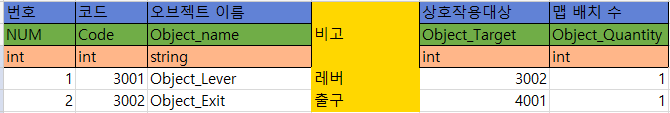 번호 코드 오브젝트 이름 비고 상호작용대상 맵 배치 수
NUM Code Object_name Object_Target Object_Quantity
int int string int int
1 3001 Object_Lever 레버 3002 1
2 3002 Object_Exit 출구 4001 1